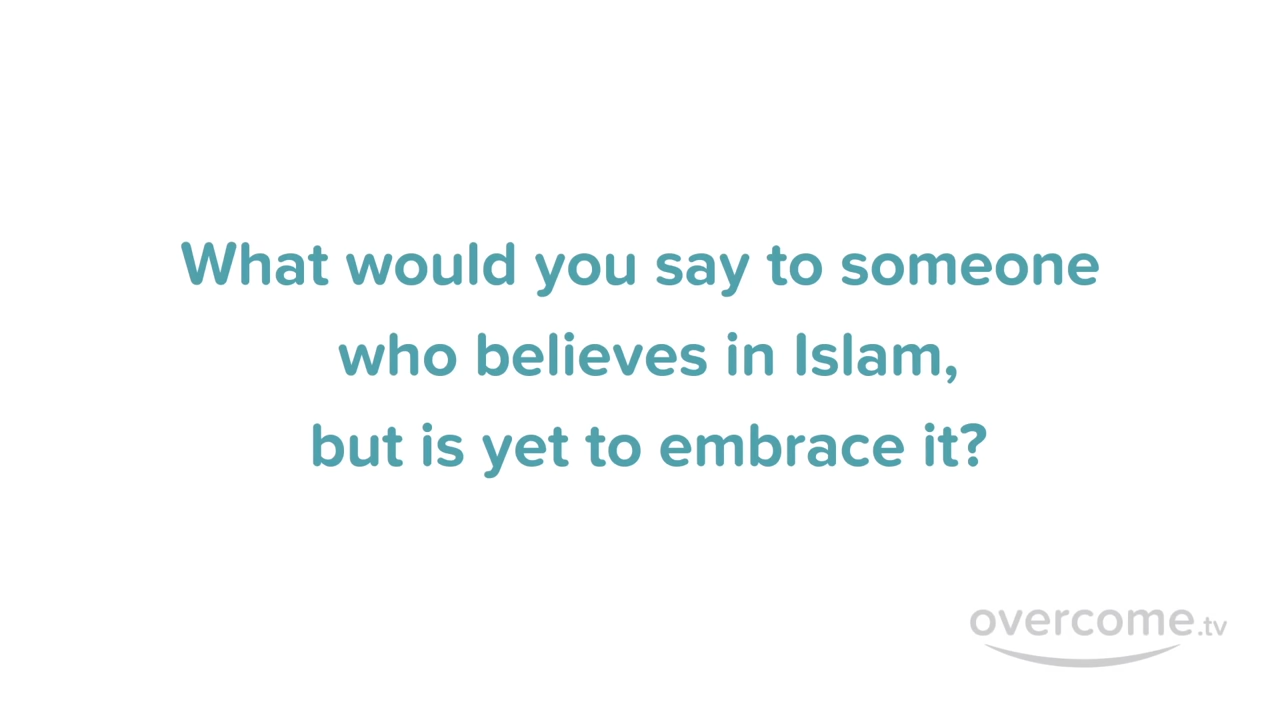 What would you say to someone
who believes in Islam,
but is yet to embrace it?
overcome.tv